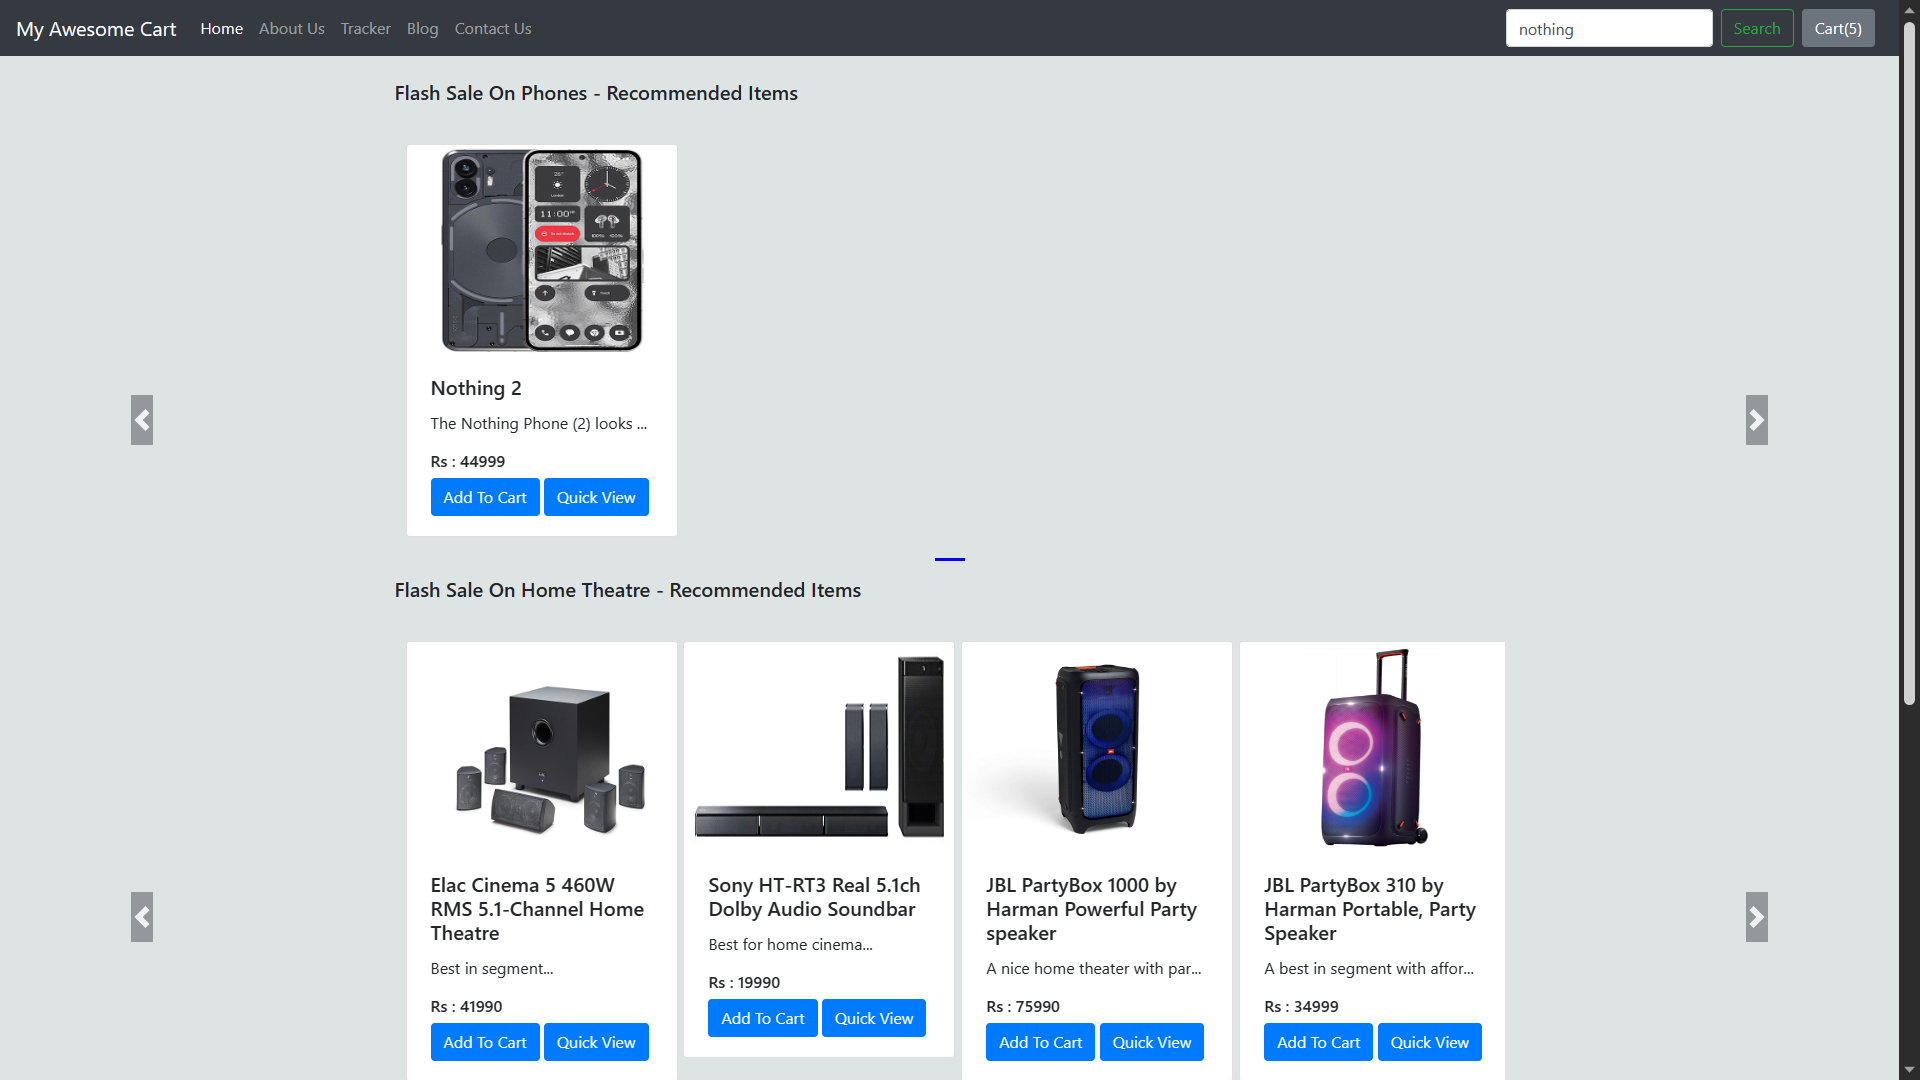 My Awesome Cart Home About Us Tracker Blog Contact Us nothing Search Cart(5)
Flash Sale On Phones - Recommended Items
11:00
Nothing 2
The Nothing Phone (2) looks ...
Rs : 44999
Add To Cart Quick View
Flash Sale On Home Theatre - Recommended Items
Elac Cinema 5 460W
RMS 5.1-Channel Home
Theatre
Best in segment...
Rs : 41990
Add To Cart Quick View
Sony HT-RT3 Real 5.1ch
Dolby Audio Soundbar
Best for home cinema...
Rs : 19990
Add To Cart Quick View
JBL PartyBox 1000 by
Harman Powerful Party
speaker
A nice home theater with par...
Rs : 75990
Add To Cart Quick View
JBL PartyBox 310 by
Harman Portable, Party
Speaker
A best in segment with affor...
Rs : 34999
Add To Cart Quick View